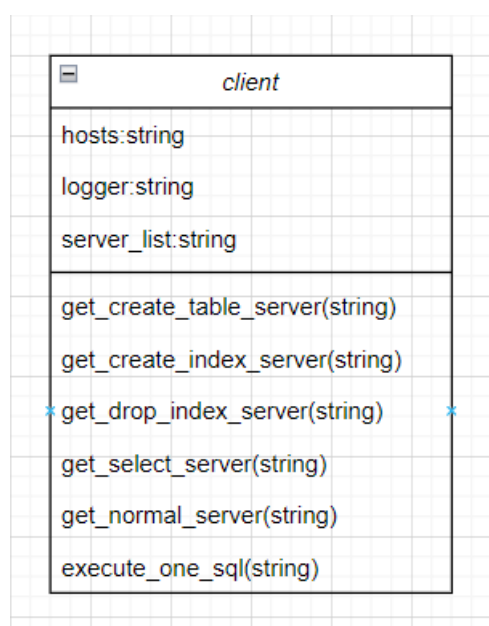 client
hosts:string
logger:string
server_list:string
get_create_table_server(string)
get_create_index_server(string)
get_drop_index_server(string)
get_select_server(string)
get_normal_server(string)
execute_one_sql(string)